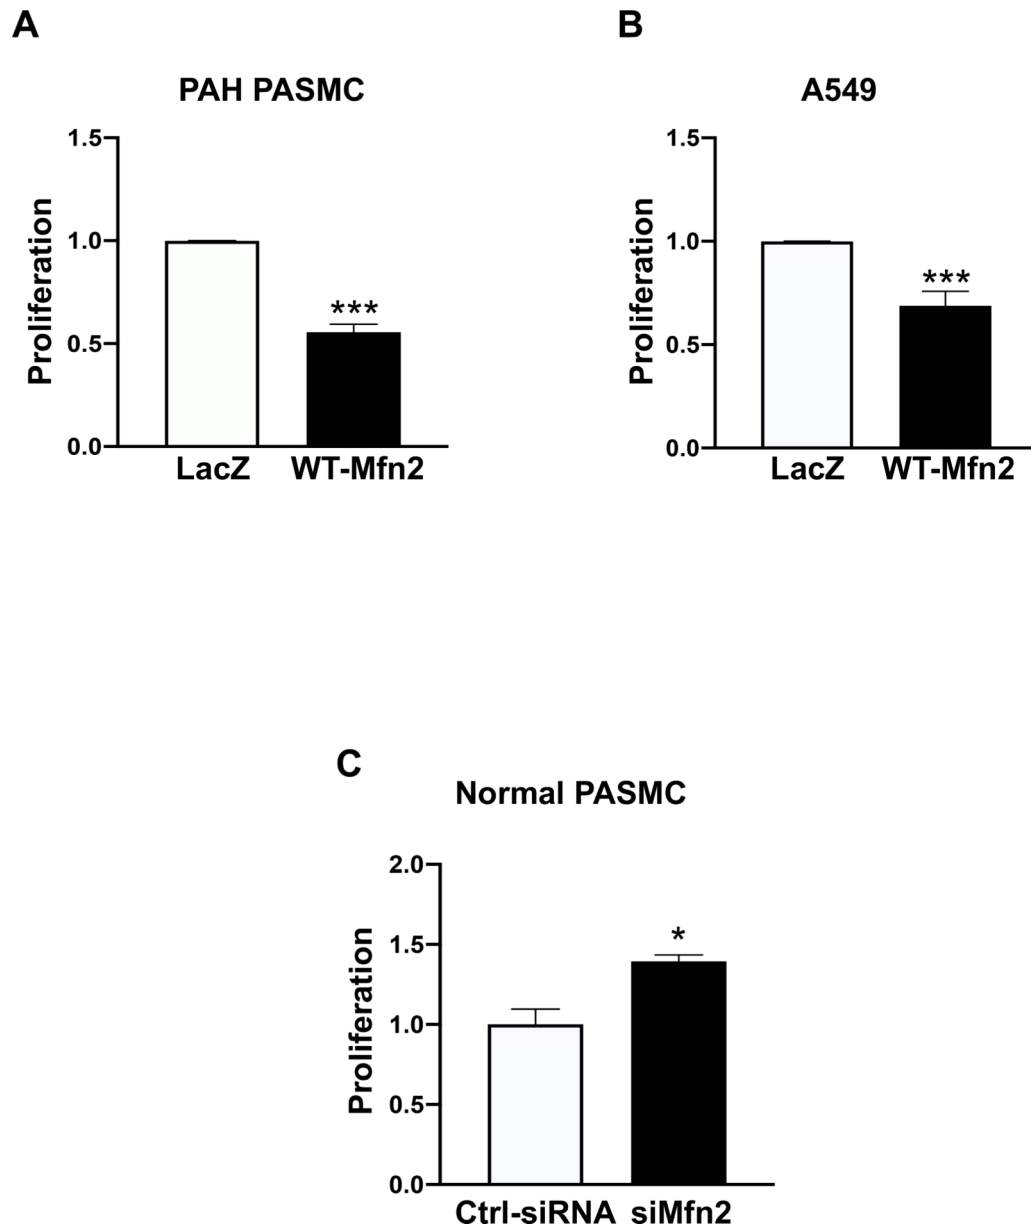 A
PAH PASMC
Proliferation
1.5
1.0
0.5
0.0
***
LacZ WT-Mfn2
B
A549
Proliferation
1.5
1.0
0.5
0.0
***
LacZ WT-Mfn2
C
Normal PASMC
Proliferation
2.0
1.5
1.0
0.5
0.0
*
Ctrl-siRNA siMfn2